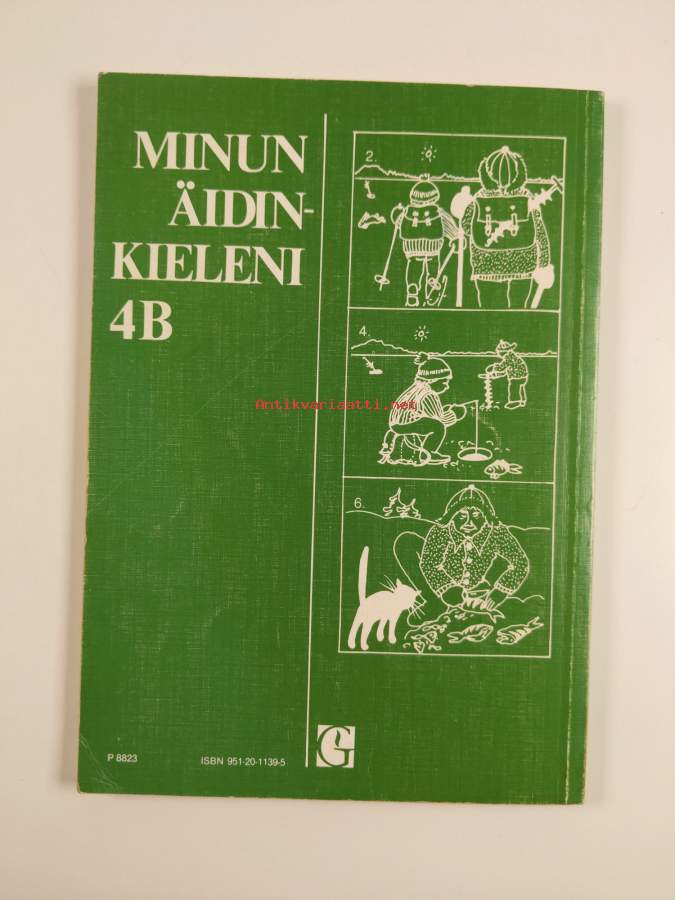 MINUN
ÄIDIN-
KIELENI
4B
2.
4.
6.
Antikvariaatti.net
P 8823
ISBN 951-20-1139-5
G